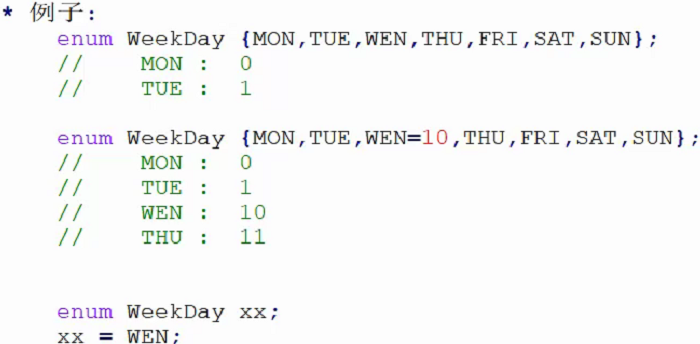 * 例子:
enum WeekDay {MON,TUE,WEN,THU,FRI,SAT,SUN};
// MON : 0
// TUE : 1
enum WeekDay {MON,TUE,WEN=10,THU,FRI,SAT,SUN};
// MON : 0
// TUE : 1
// WEN : 10
// THU : 11
enum WeekDay xx;
xx = WEN;